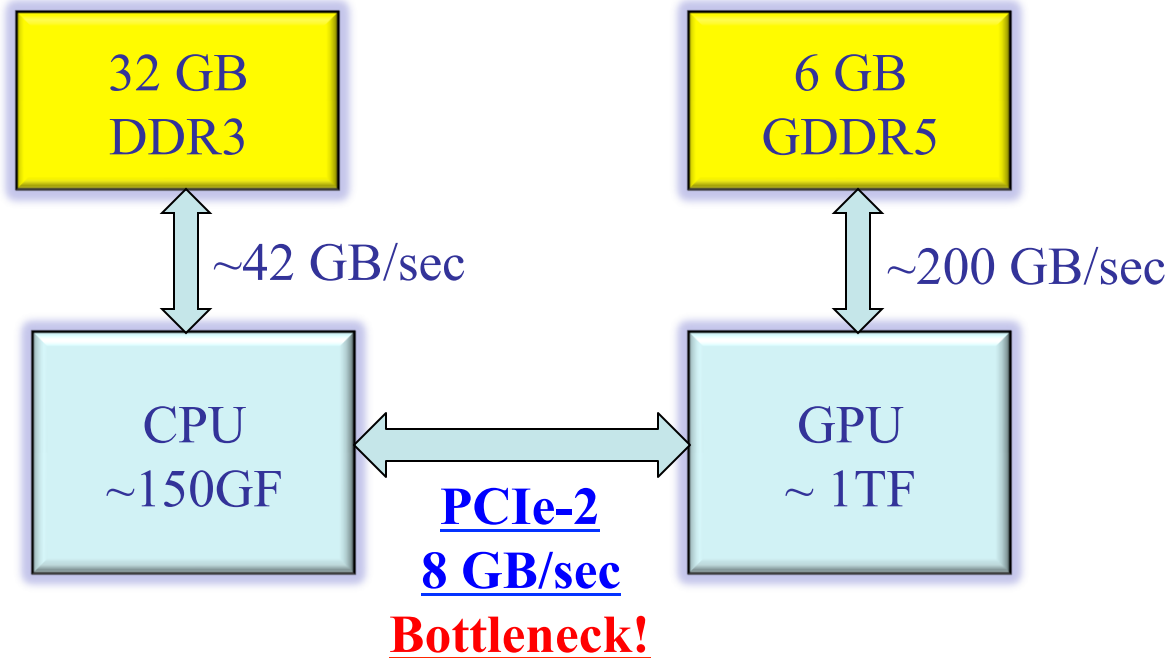 32 GB
DDR3
6 GB
GDDR5
~42 GB/sec
~200 GB/sec
CPU
~150GF
GPU
~ 1TF
PCIe-2
8 GB/sec
Bottleneck!